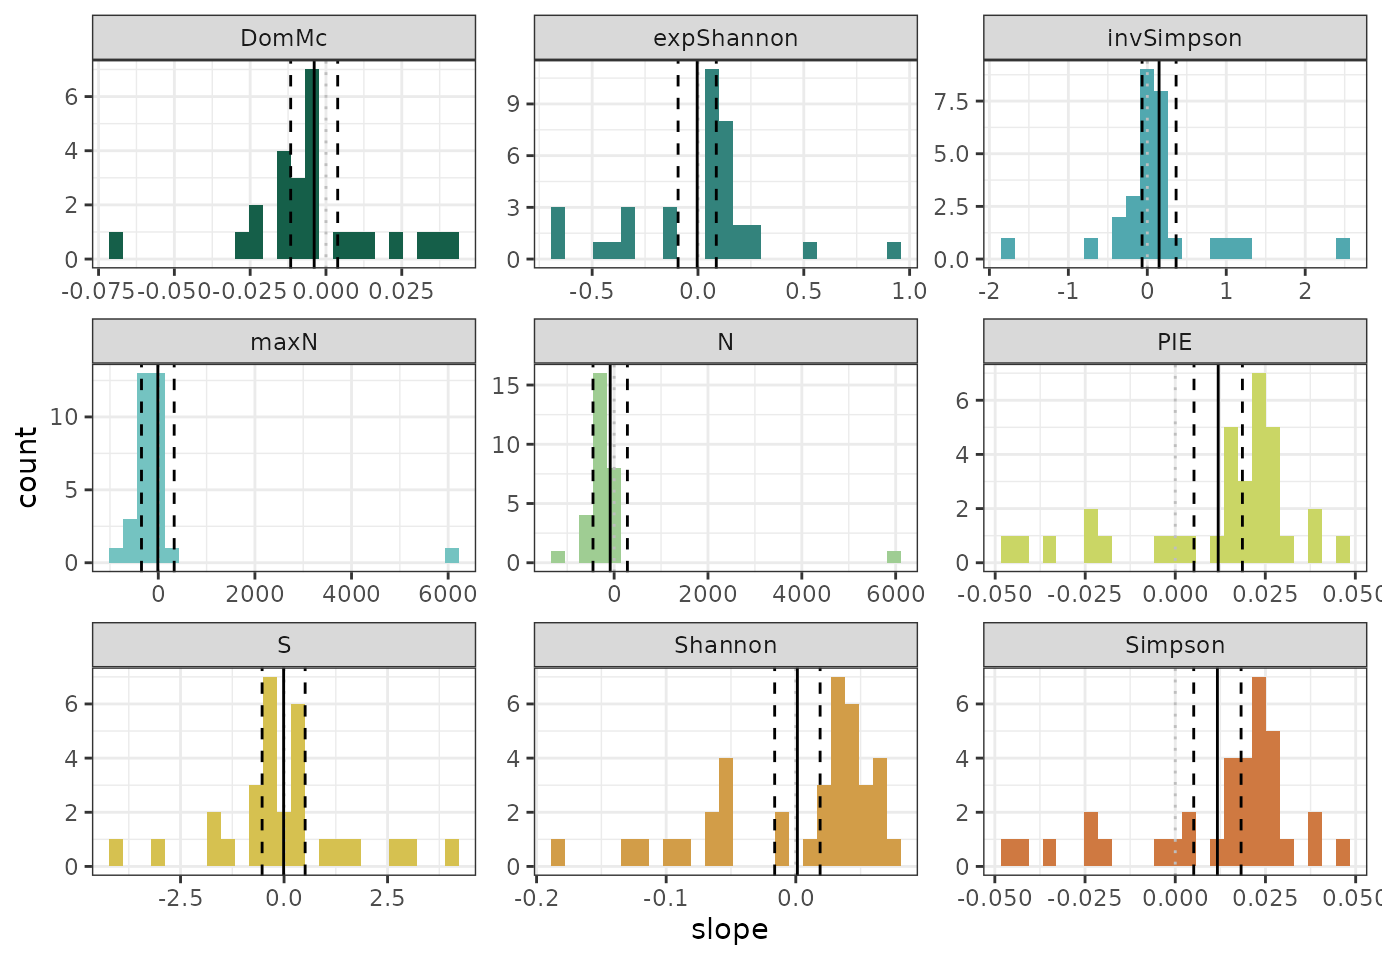 DomMc expShannon invSimpson
6
4
2
0
9
6
3
0
7.5
5.0
2.5
0.0
-0.075 -0.050 -0.025 0.000 0.025
-0.5 0.0 0.5 1.0
-2 -1 0 1 2
maxN N PIE
10
5
0
15
10
5
0
6
4
2
0
0 2000 4000 6000
0 2000 4000 6000
-0.050 -0.025 0.000 0.025 0.050
count
S Shannon Simpson
6
4
2
0
6
4
2
0
6
4
2
0
-2.5 0.0 2.5
-0.2 -0.1 0.0
-0.050 -0.025 0.000 0.025 0.050
slope